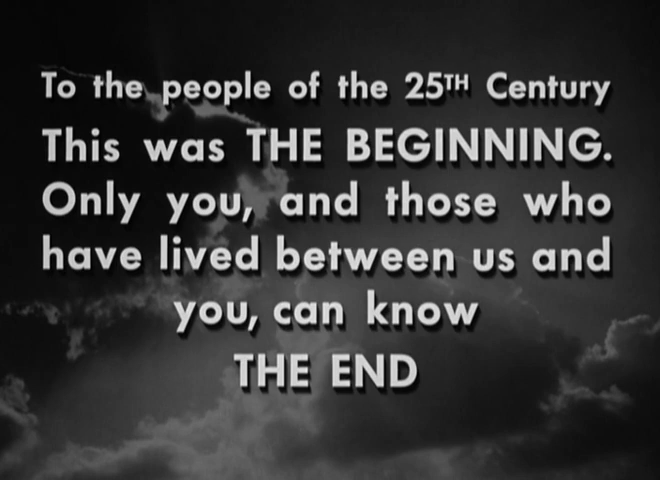 To the people of the 25TH Century
This was THE BEGINNING.
Only you, and those who
have lived between us and
you, can know
THE END